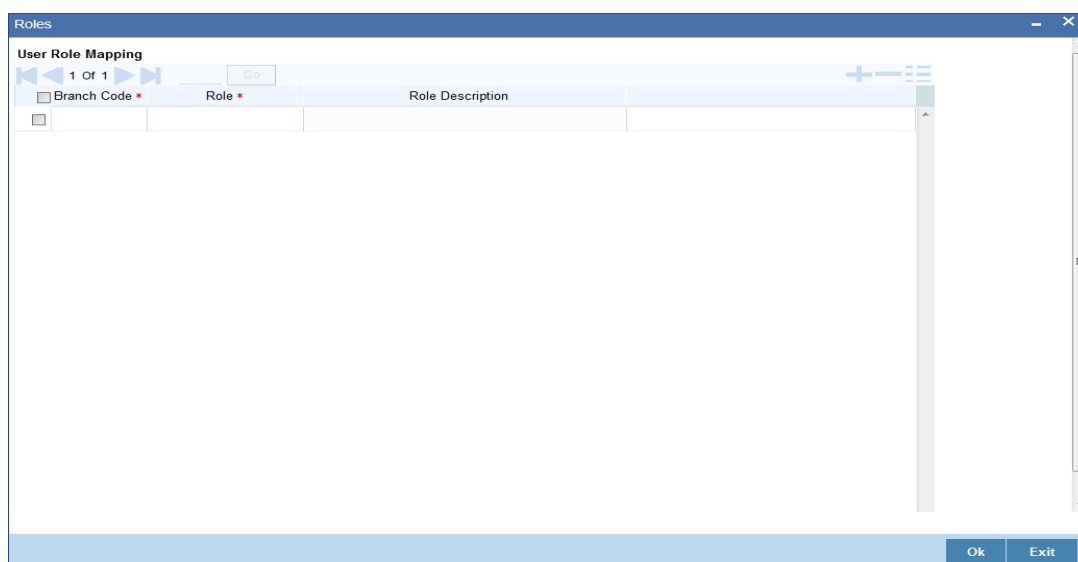 Roles
User Role Mapping
1 Of 1 Go
Branch Code * Role * Role Description
Ok Exit